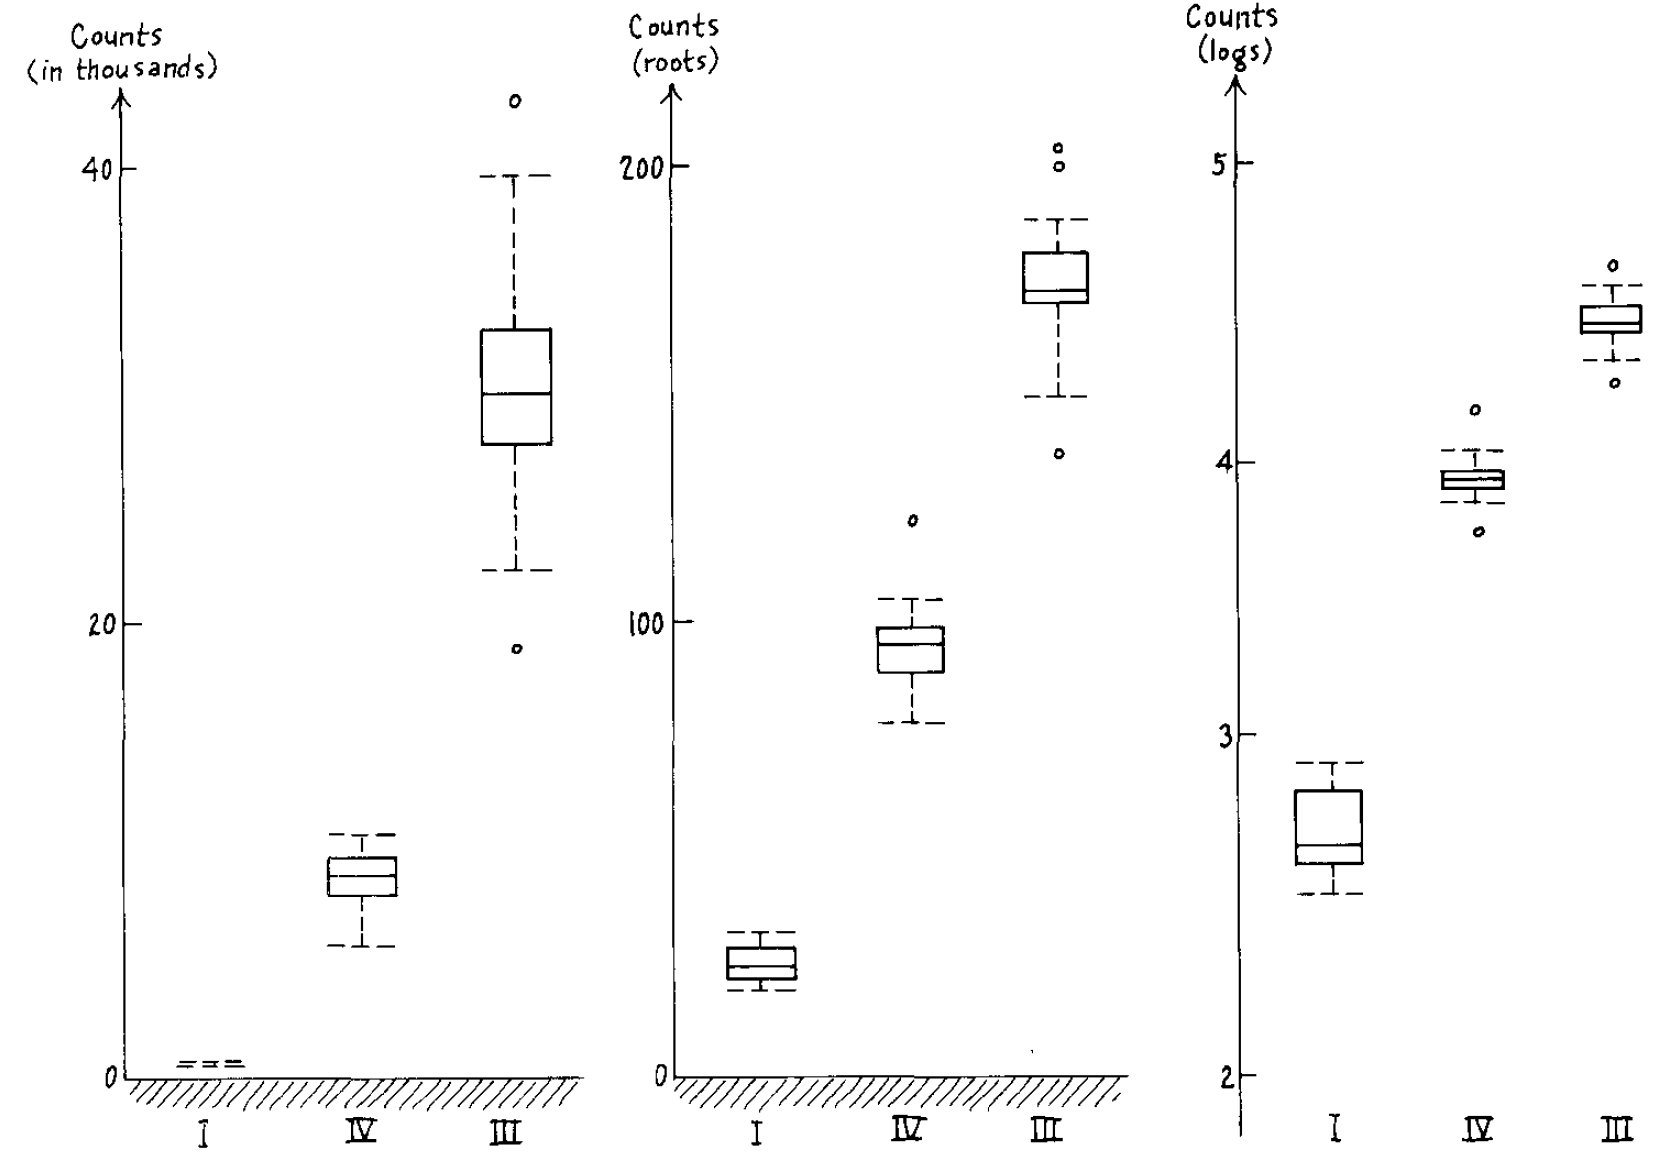 Counts
(in thousands)
40
20
0
I
IV
III
Counts
(roots)
200
100
0
I
IV
III
Counts
(logs)
5
4
3
2
I
IV
III